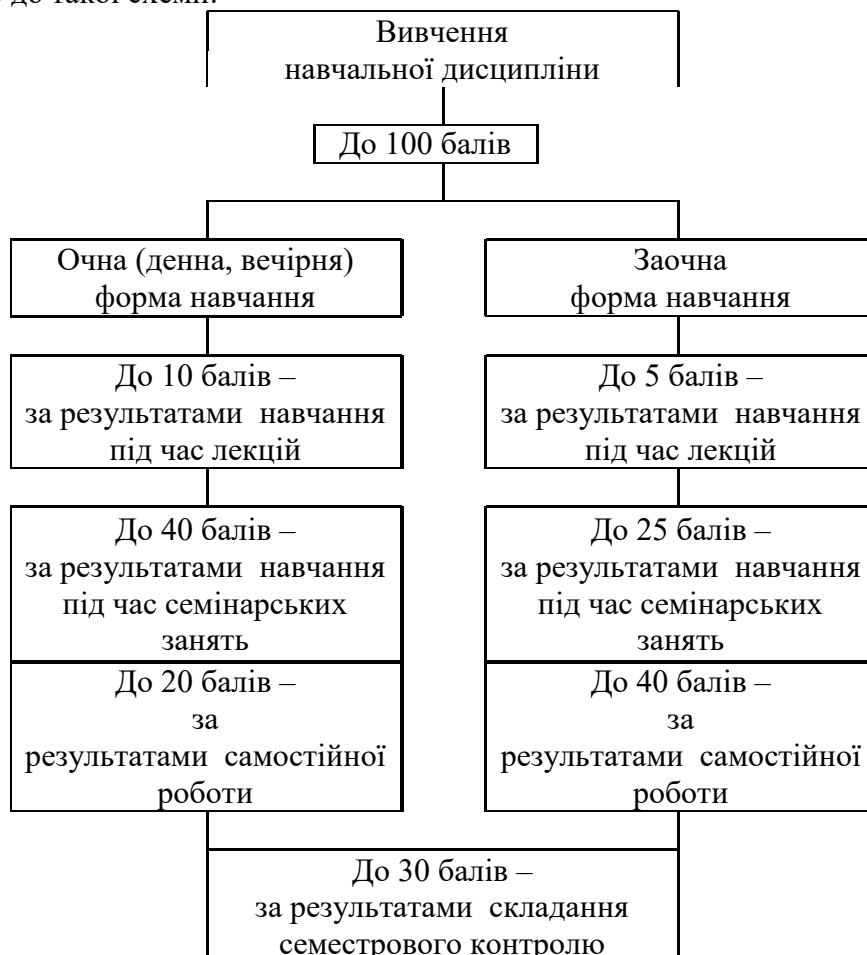 до такої схеми:
Вивчення
навчальної дисципліни
До 100 балів
Очна (денна, вечірня)
форма навчання
Заочна
форма навчання
До 10 балів –
за результатами навчання
під час лекцій
До 5 балів –
за результатами навчання
під час лекцій
До 40 балів –
за результатами навчання
під час семінарських
занять
До 25 балів –
за результатами навчання
під час семінарських
занять
До 20 балів –
за
результатами самостійної
роботи
До 40 балів –
за
результатами самостійної
роботи
До 30 балів –
за результатами складання
семестрового контролю